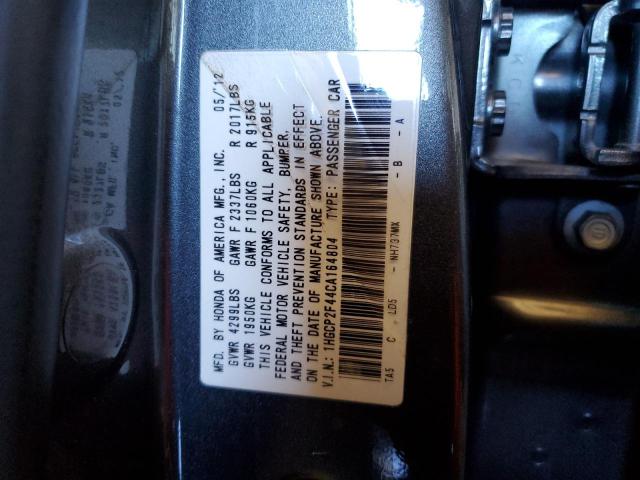 MFD. BY HONDA OF AMERICA MFG., INC. 05/12
GVWR 4299LBS GAWR F 2337LBS R 2017LBS
GVWR 1950KG GAWR F 1060KG R 915KG
THIS VEHICLE CONFORMS TO ALL APPLICABLE
FEDERAL MOTOR VEHICLE SAFETY, BUMPER,
AND THEFT PREVENTION STANDARDS IN EFFECT
ON THE DATE OF MANUFACTURE SHOWN ABOVE.
V.I.N.: 1HGCP2F44CA164804 TYPE: PASSENGER CAR
TA5 C LD5 - NH737MX - B - A